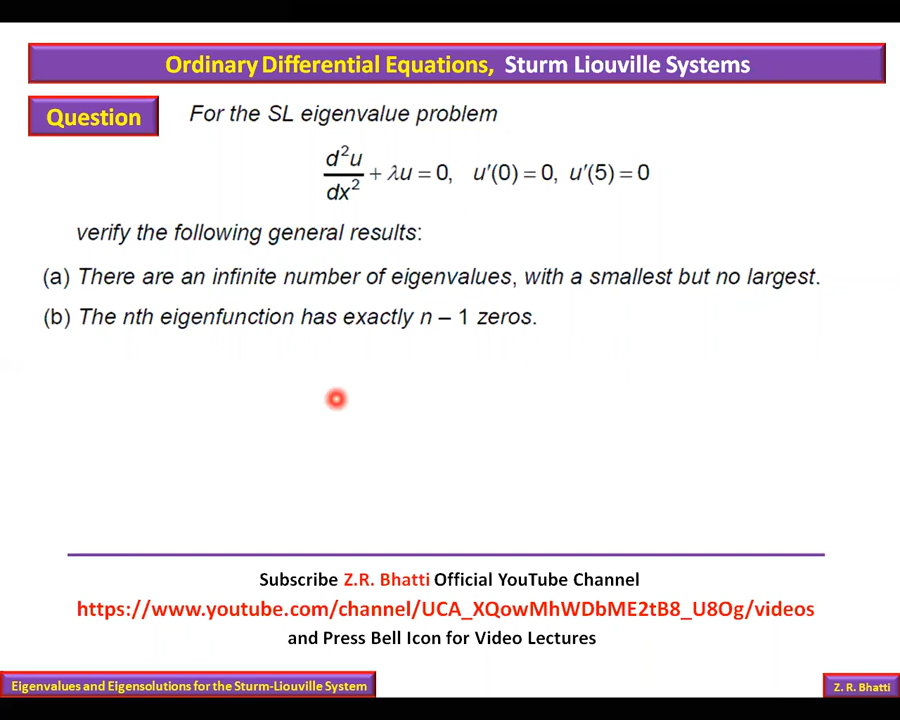 Ordinary Differential Equations, Sturm Liouville Systems
Question
For the SL eigenvalue problem
d²u/dx² + λu = 0, u′(0) = 0, u′(5) = 0
verify the following general results:
(a) There are an infinite number of eigenvalues, with a smallest but no largest.
(b) The nth eigenfunction has exactly n – 1 zeros.
Subscribe Z.R. Bhatti Official YouTube Channel
https://www.youtube.com/channel/UCA_XQowMhWDbME2tB8_U8Og/videos
and Press Bell Icon for Video Lectures
Eigenvalues and Eigensolutions for the Sturm-Liouville System
Z. R. Bhatti